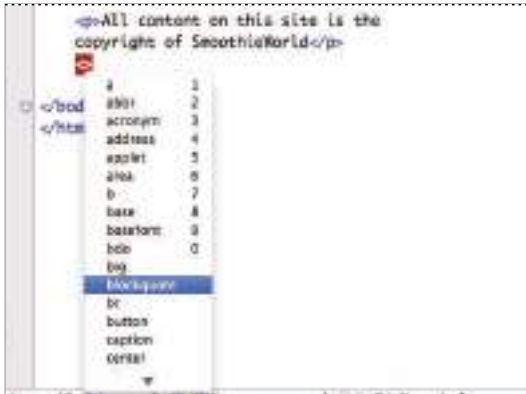 <p>All content on this site is the
copyright of SmoothieWorld</p>
<>
a 1
abbr 2
acronym 3
address 4
applet 5
area 6
b 7
base 8
basefont 9
bdo 0
big
blockquote
br
button
caption
center
</bod
</htm